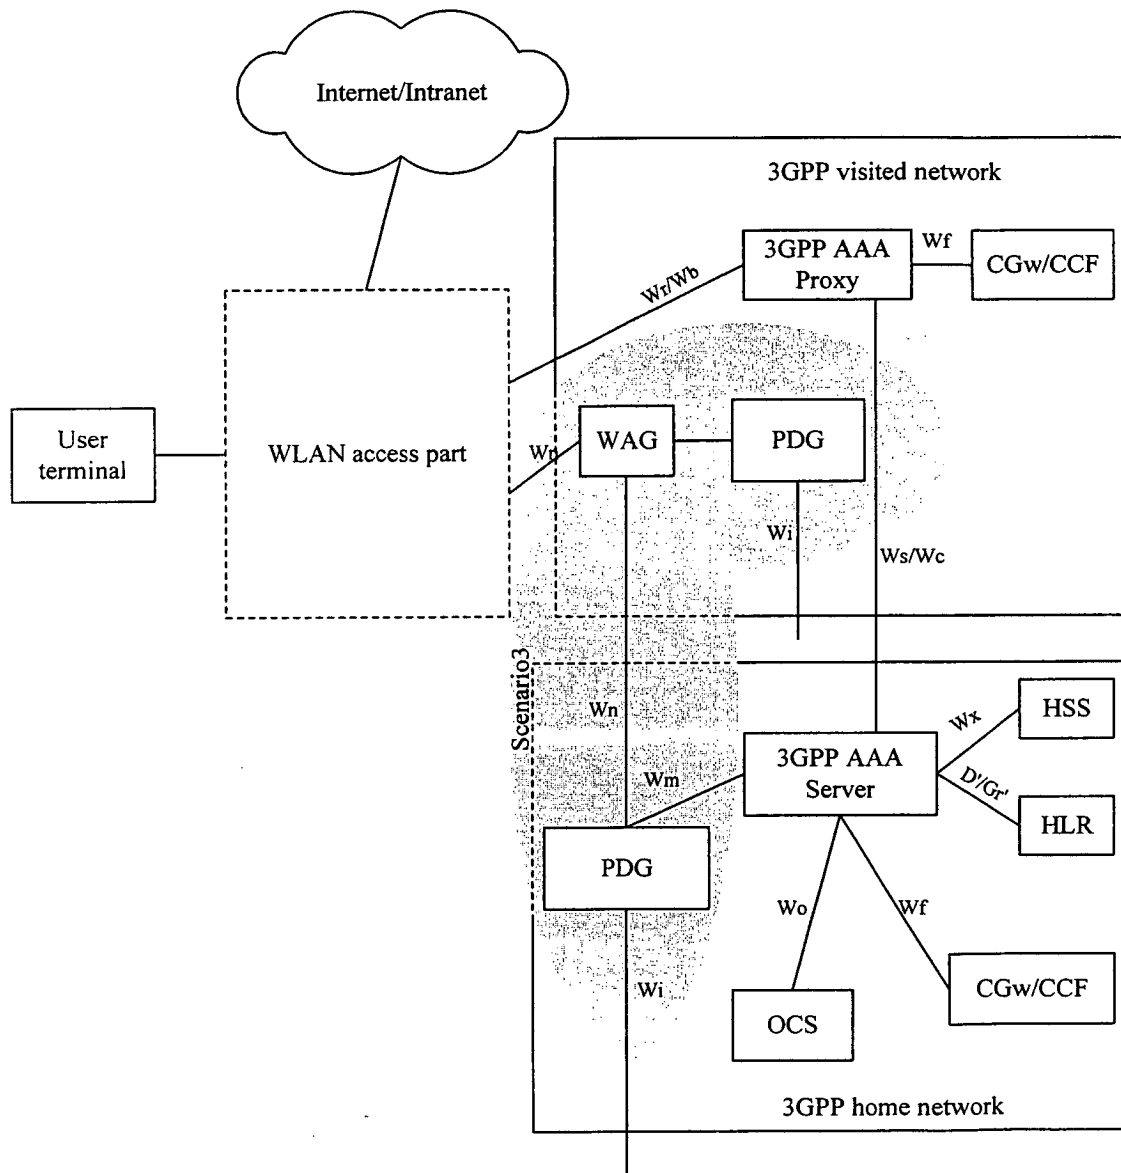 Internet/Intranet
3GPP visited network
3GPP AAA
Proxy
Wf
CGw/CCF
Wr/Wb
User
terminal
WLAN access part
Wn
WAG
PDG
Wi
Ws/Wc
Scenario3
Wn
Wm
3GPP AAA
Server
Wx
HSS
D'/Gr'
HLR
PDG
Wo
Wf
Wi
OCS
CGw/CCF
3GPP home network